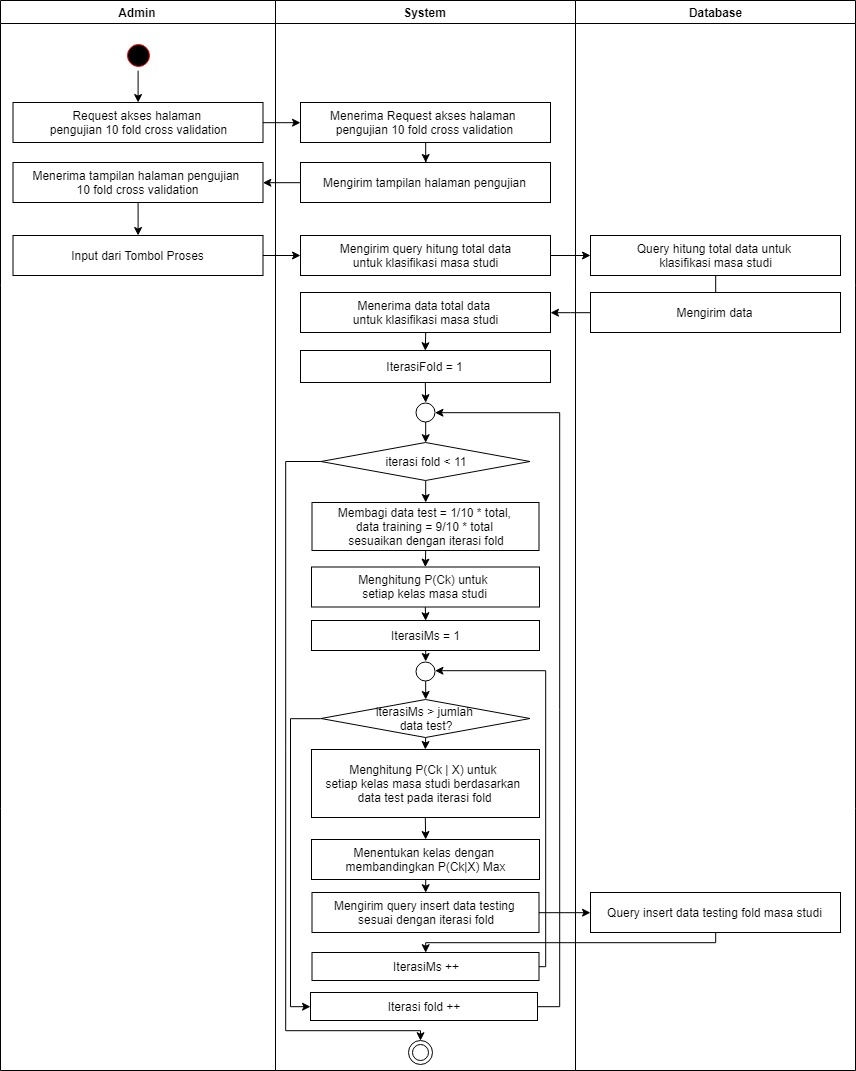 Admin
System
Database
Request akses halaman
pengujian 10 fold cross validation
Menerima Request akses halaman
pengujian 10 fold cross validation
Menerima tampilan halaman pengujian
10 fold cross validation
Mengirim tampilan halaman pengujian
Input dari Tombol Proses
Mengirim query hitung total data
untuk klasifikasi masa studi
Query hitung total data untuk
klasifikasi masa studi
Menerima data total data
untuk klasifikasi masa studi
Mengirim data
IterasiFold = 1
iterasi fold < 11
Membagi data test = 1/10 * total,
data training = 9/10 * total
sesuaikan dengan iterasi fold
Menghitung P(Ck) untuk
setiap kelas masa studi
IterasiMs = 1
IterasiMs > jumlah
data test?
Menghitung P(Ck | X) untuk
setiap kelas masa studi berdasarkan
data test pada iterasi fold
Menentukan kelas dengan
membandingkan P(Ck|X) Max
Mengirim query insert data testing
sesuai dengan iterasi fold
Query insert data testing fold masa studi
IterasiMs ++
Iterasi fold ++